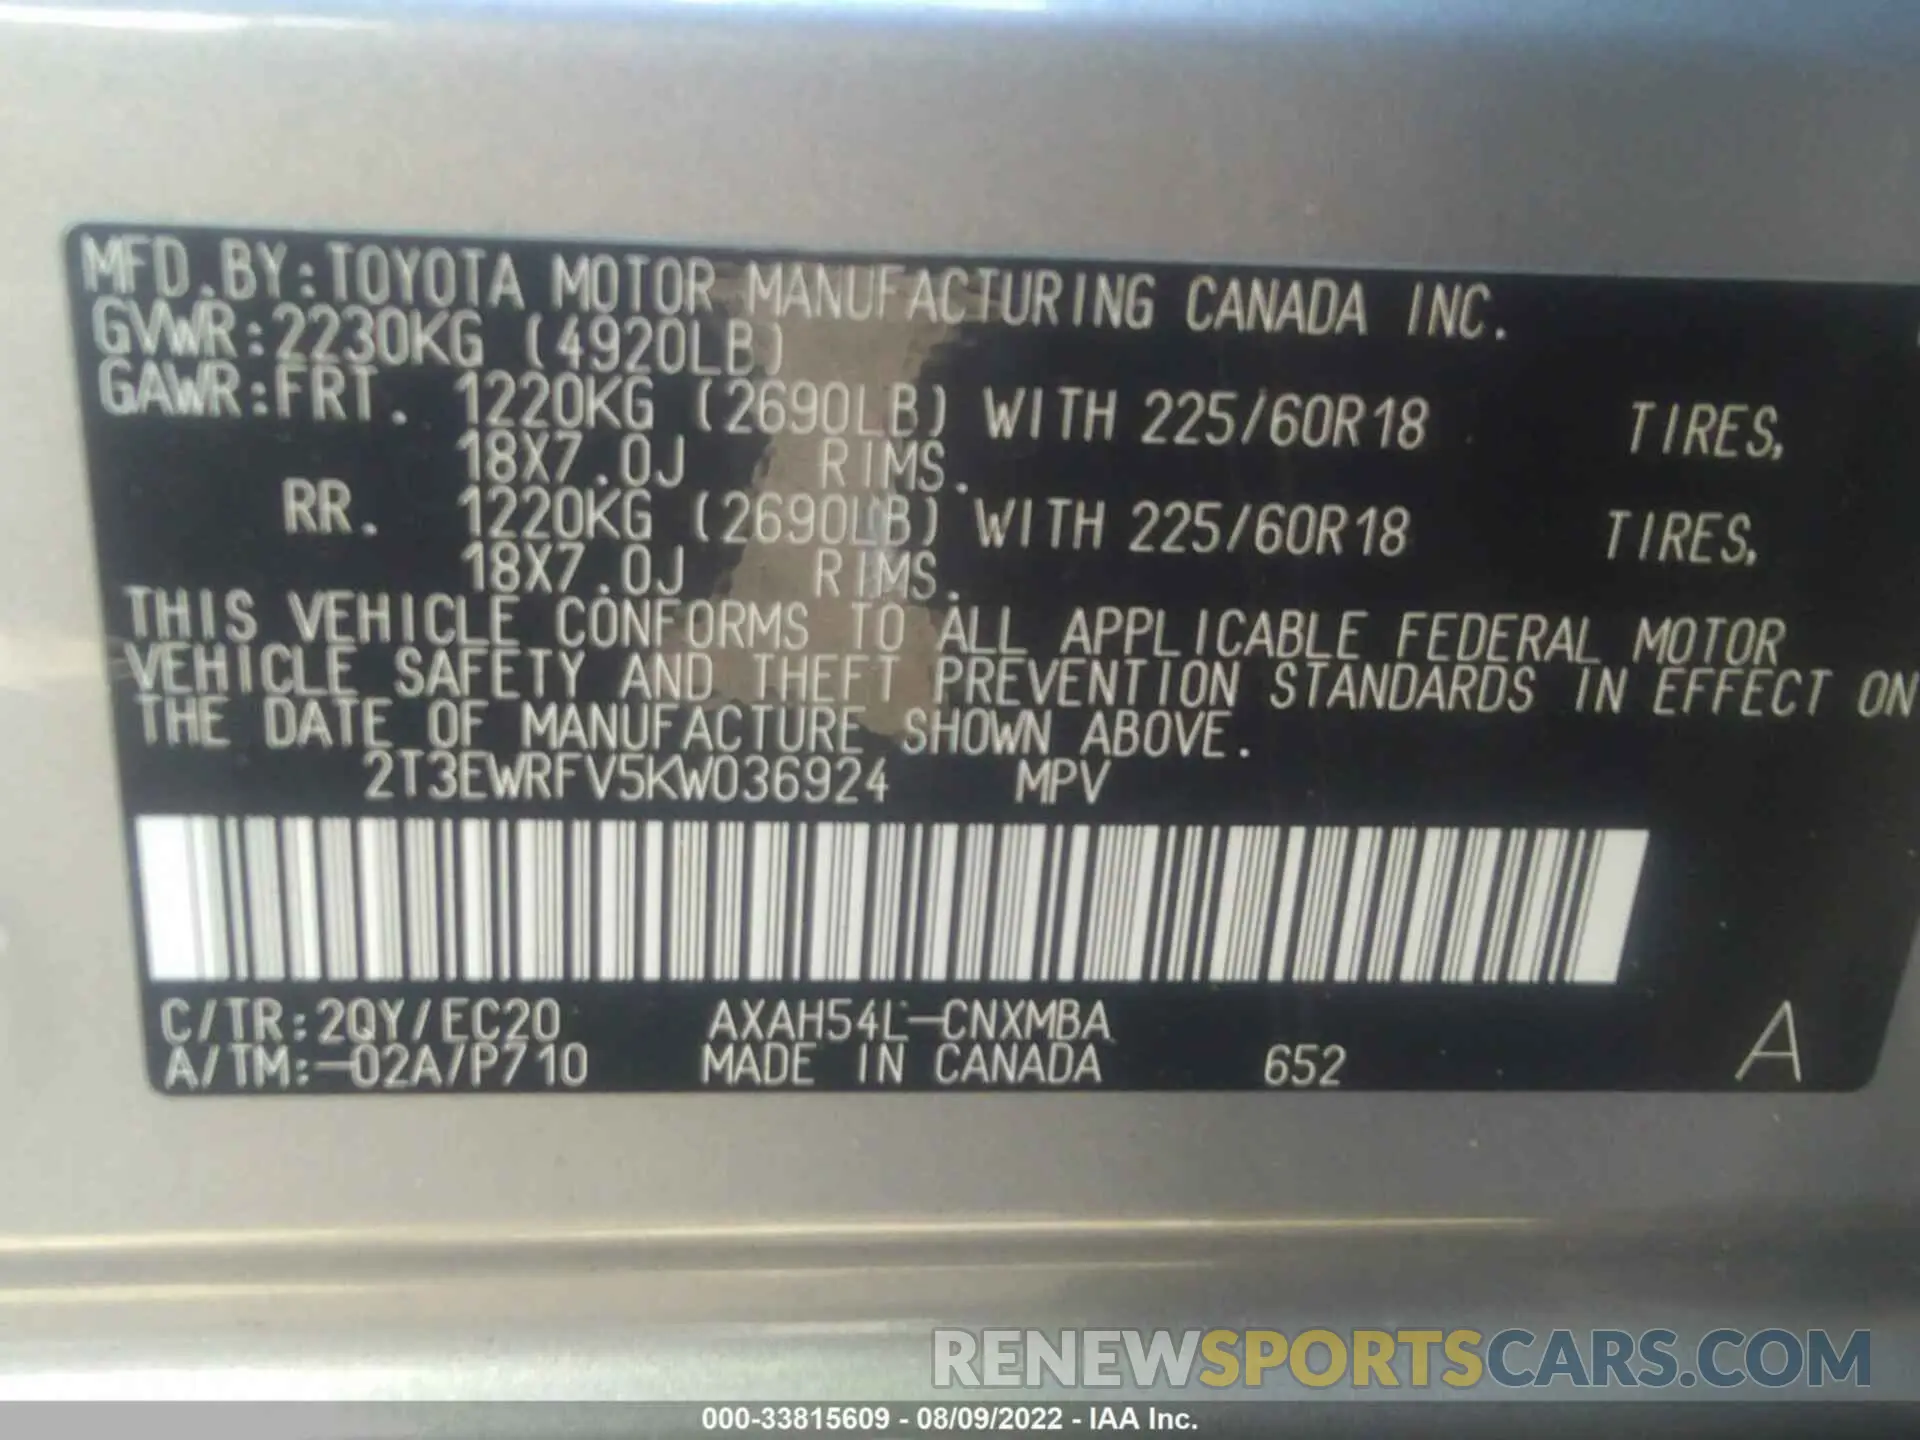 MFD.BY:TOYOTA MOTOR MANUFACTURING CANADA INC.
GVWR:2230KG (4920LB)
GAWR:FRT. 1220KG (2690LB) WITH 225/60R18 TIRES,
18X7.0J RIMS.
RR. 1220KG (2690LB) WITH 225/60R18 TIRES,
18X7.0J RIMS.
THIS VEHICLE CONFORMS TO ALL APPLICABLE FEDERAL MOTOR
VEHICLE SAFETY AND THEFT PREVENTION STANDARDS IN EFFECT ON
THE DATE OF MANUFACTURE SHOWN ABOVE.
2T3EWRFV5KW036924 MPV
C/TR:2QY/EC20 AXAH54L-CNXMBA
A/TM:-02A/P710 MADE IN CANADA 652 A
RENEWSPORTSCARS.COM
000-33815609 - 08/09/2022 - IAA Inc.